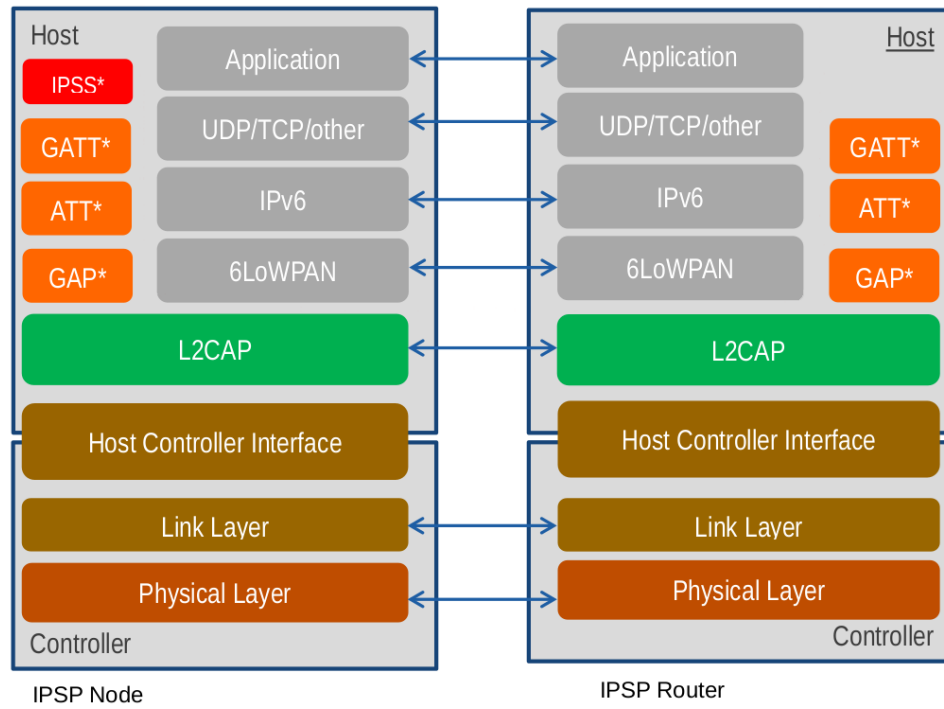 Host
IPSS*
GATT*
ATT*
GAP*
Application
UDP/TCP/other
IPv6
6LoWPAN
L2CAP
Host Controller Interface
Link Layer
Physical Layer
Controller
IPSP Node
Host
Application
UDP/TCP/other
IPv6
6LoWPAN
GATT*
ATT*
GAP*
L2CAP
Host Controller Interface
Link Layer
Physical Layer
Controller
IPSP Router